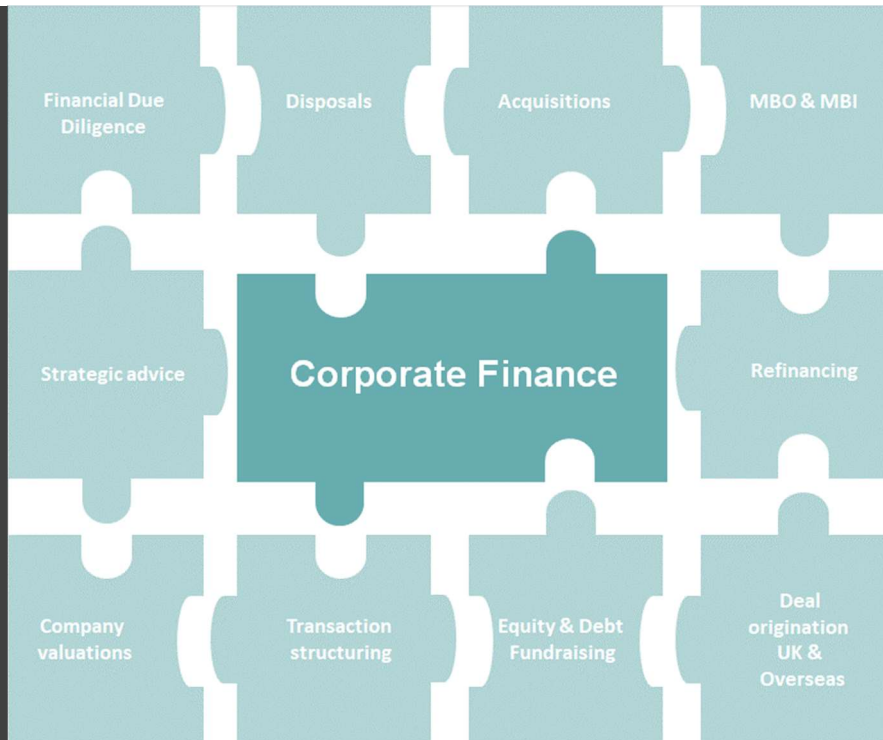 Financial Due
Diligence
Disposals
Acquisitions
MBO & MBI
Strategic advice
Corporate Finance
Refinancing
Company
valuations
Transaction
structuring
Equity & Debt
Fundraising
Deal
origination
UK &
Overseas